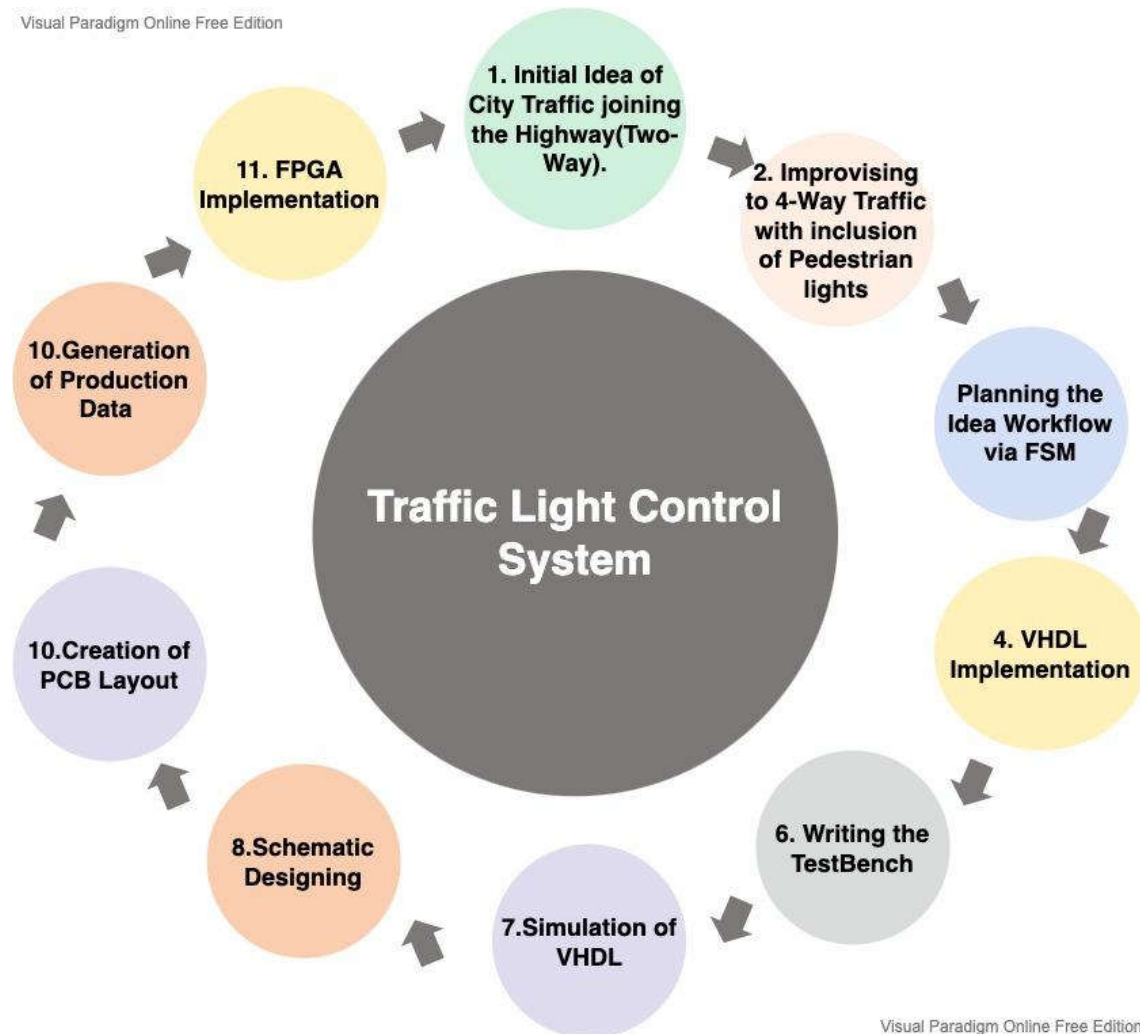 Visual Paradigm Online Free Edition
1. Initial Idea of
City Traffic joining
the Highway(Two-
Way).
2. Improvising
to 4-Way Traffic
with inclusion
of Pedestrian
lights
Planning the
Idea Workflow
via FSM
4. VHDL
Implementation
6. Writing the
TestBench
7.Simulation of
VHDL
8.Schematic
Designing
10.Creation of
PCB Layout
10.Generation
of Production
Data
11. FPGA
Implementation
Traffic Light Control
System
Visual Paradigm Online Free Edition